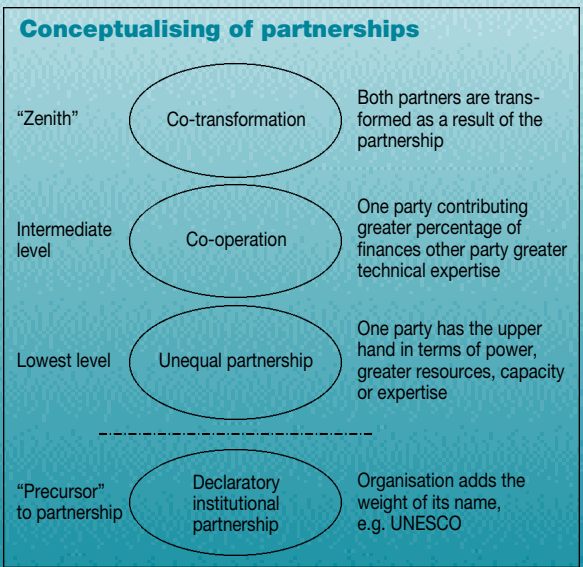 Conceptualising of partnerships
"Zenith"
Co-transformation
Both partners are trans-
formed as a result of the
partnership
Intermediate
level
Co-operation
One party contributing
greater percentage of
finances other party greater
technical expertise
Lowest level
Unequal partnership
One party has the upper
hand in terms of power,
greater resources, capacity
or expertise
"Precursor"
to partnership
Declaratory
institutional
partnership
Organisation adds the
weight of its name,
e.g. UNESCO